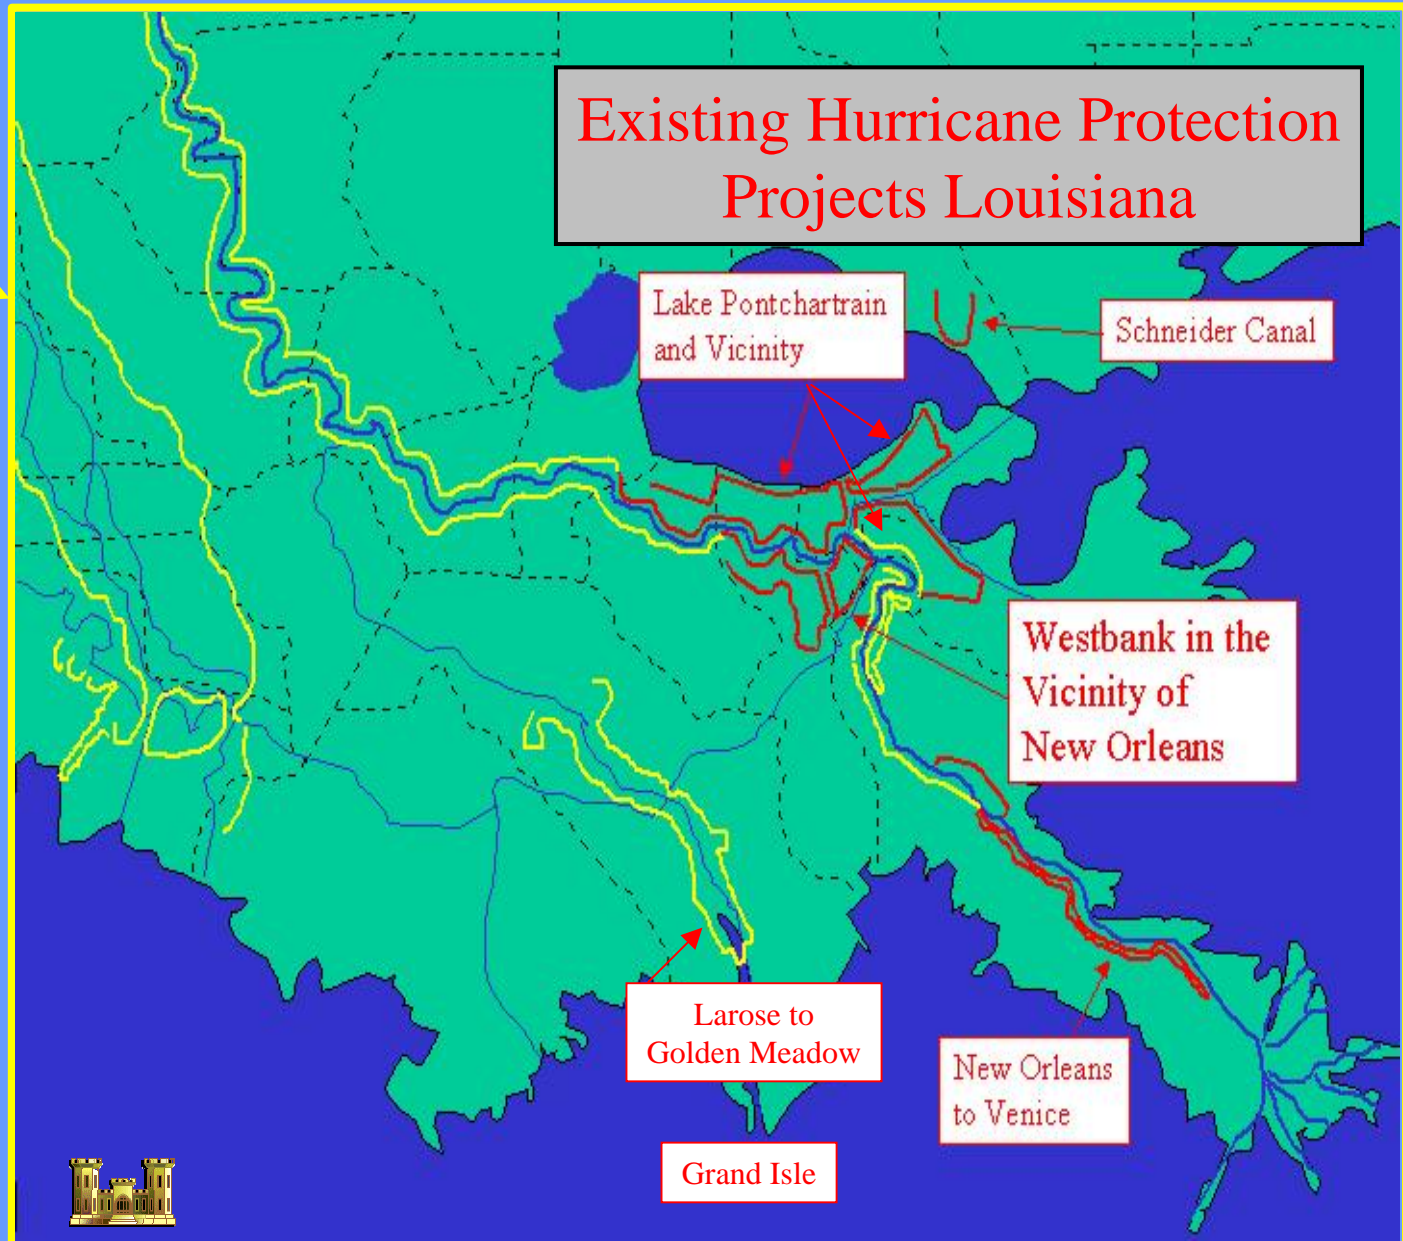 Existing Hurricane Protection
Projects Louisiana
Lake Pontchartrain
and Vicinity
Schneider Canal
Westbank in the
Vicinity of
New Orleans
Larose to
Golden Meadow
New Orleans
to Venice
Grand Isle